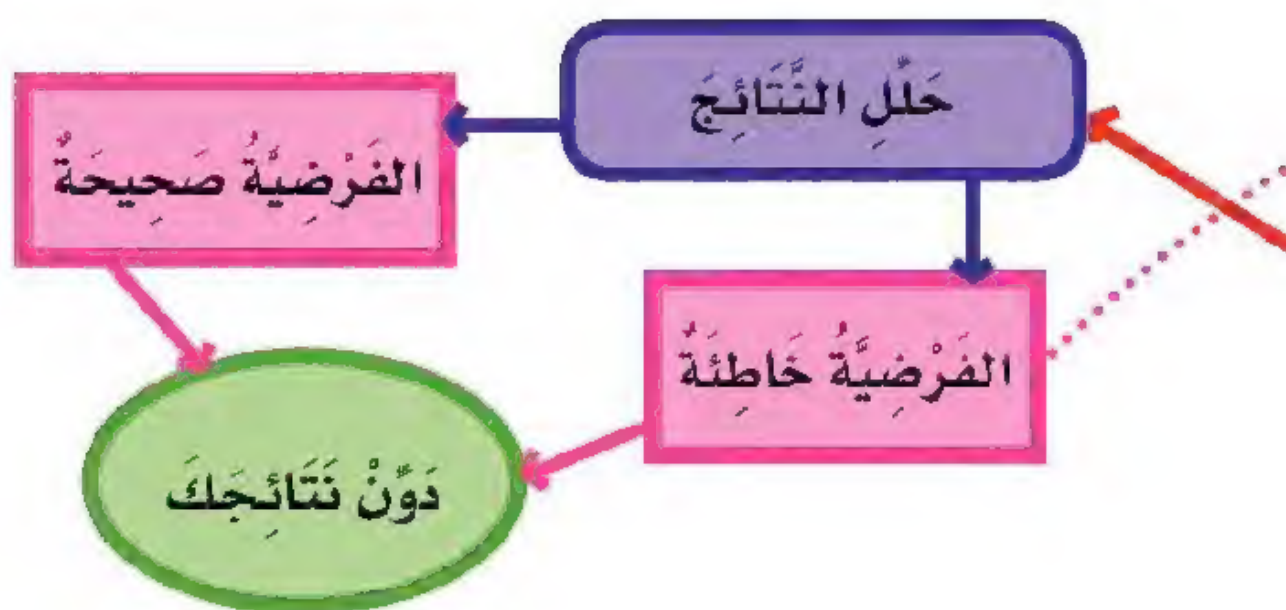 حَلِّلِ النَّتَائِجَ
الفَرْضِيَّةُ صَحِيحَةٌ
الفَرْضِيَّةُ خَاطِئَةٌ
دَوِّنْ نَتَائِجَكَ